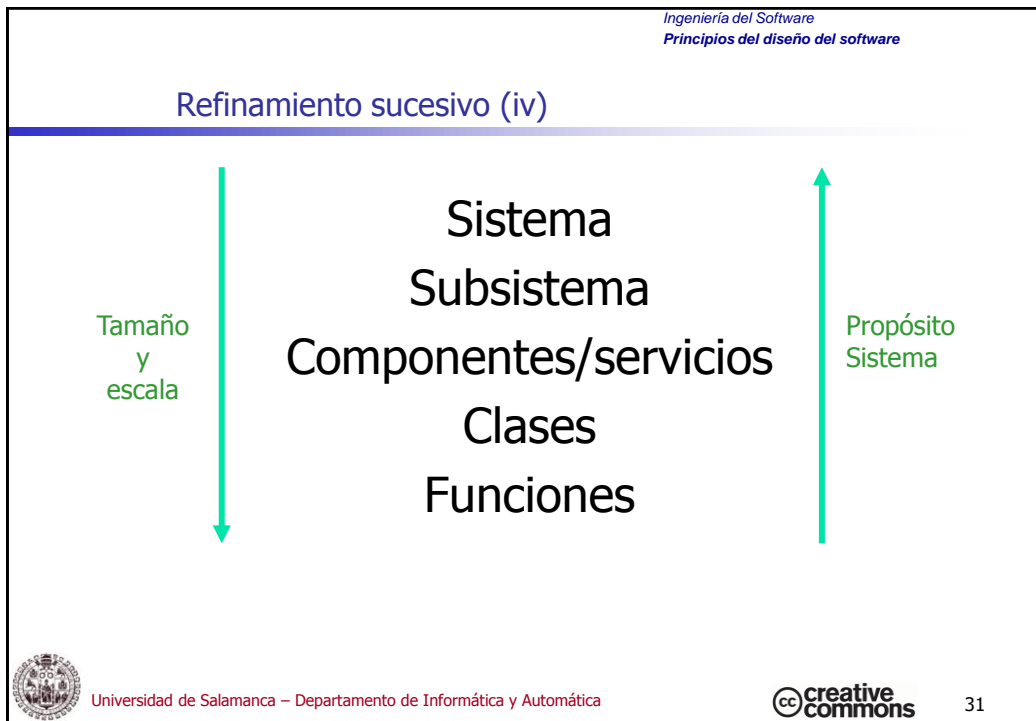 Ingeniería del Software
Principios del diseño del software
Refinamiento sucesivo (iv)
Tamaño
y
escala
Sistema
Subsistema
Componentes/servicios
Clases
Funciones
Propósito
Sistema
Universidad de Salamanca – Departamento de Informática y Automática
cc creative
commons
31